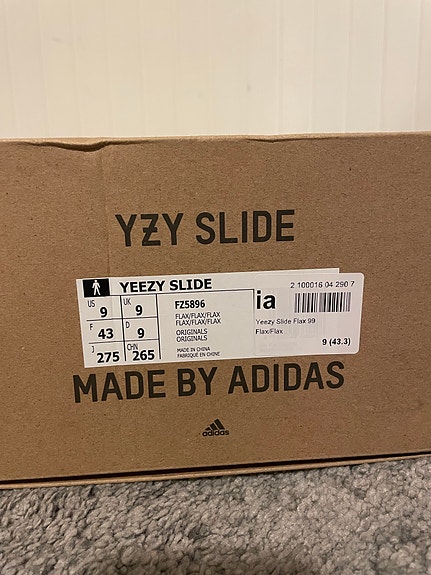 YZY SLIDE
YEEZY SLIDE
US 9 UK 9
F 43 D 9
J 275 CHN 265
FZ5896
FLAX/FLAX/FLAX
FLAX/FLAX/FLAX
ORIGINALS
ORIGINALS
MADE IN CHINA
FABRIQUÉ EN CHINE
ia
2 100016 04 290 7
Yeezy Slide Flax 99
Flax/Flax
9 (43.3)
MADE BY ADIDAS
adidas